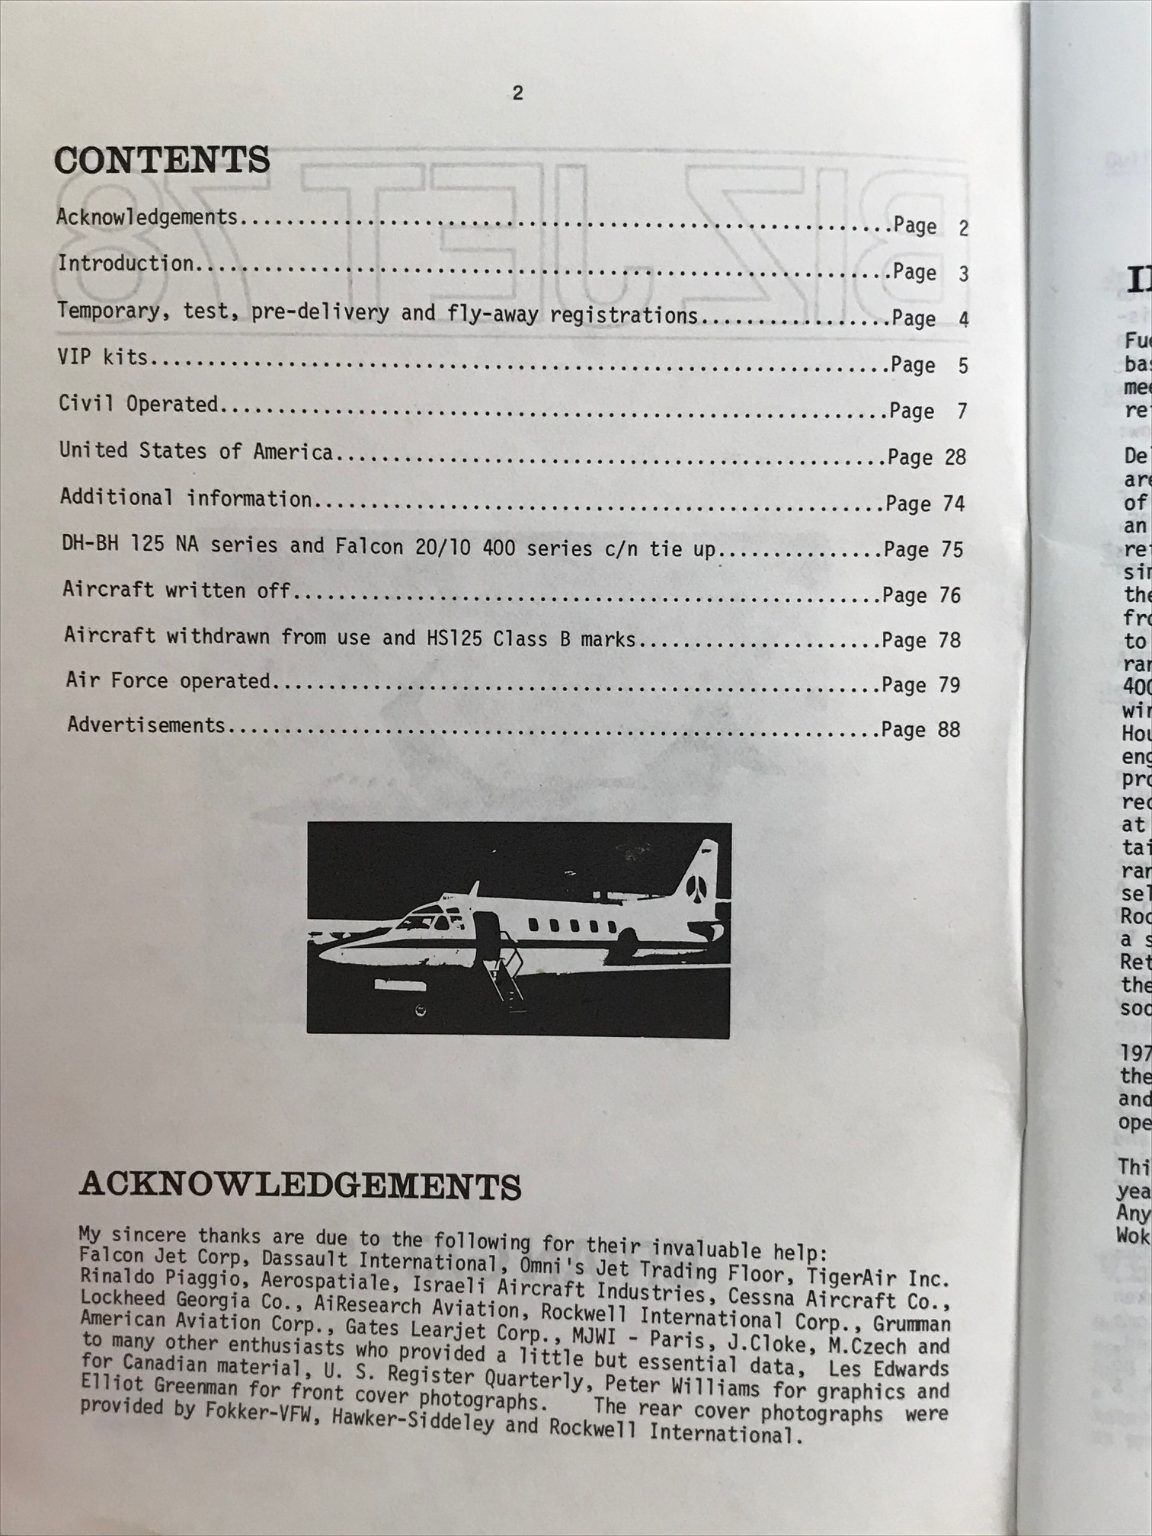 2
CONTENTS
Acknowledgements.........................................................Page 2
Introduction.............................................................Page 3
Temporary, test, pre-delivery and fly-away registrations.................Page 4
VIP kits.................................................................Page 5
Civil Operated...........................................................Page 7
United States of America.................................................Page 28
Additional information...................................................Page 74
DH-BH 125 NA series and Falcon 20/10 400 series c/n tie up...............Page 75
Aircraft written off.....................................................Page 76
Aircraft withdrawn from use and HS125 Class B marks......................Page 78
Air Force operated.......................................................Page 79
Advertisements...........................................................Page 88
ACKNOWLEDGEMENTS
My sincere thanks are due to the following for their invaluable help:
Falcon Jet Corp, Dassault International, Omni's Jet Trading Floor, TigerAir Inc.
Rinaldo Piaggio, Aerospatiale, Israeli Aircraft Industries, Cessna Aircraft Co.,
Lockheed Georgia Co., AiResearch Aviation, Rockwell International Corp., Grumman
American Aviation Corp., Gates Learjet Corp., MJWI - Paris, J.Cloke, M.Czech and
to many other enthusiasts who provided a little but essential data, Les Edwards
for Canadian material, U. S. Register Quarterly, Peter Williams for graphics and
Elliot Greenman for front cover photographs. The rear cover photographs were
provided by Fokker-VFW, Hawker-Siddeley and Rockwell International.